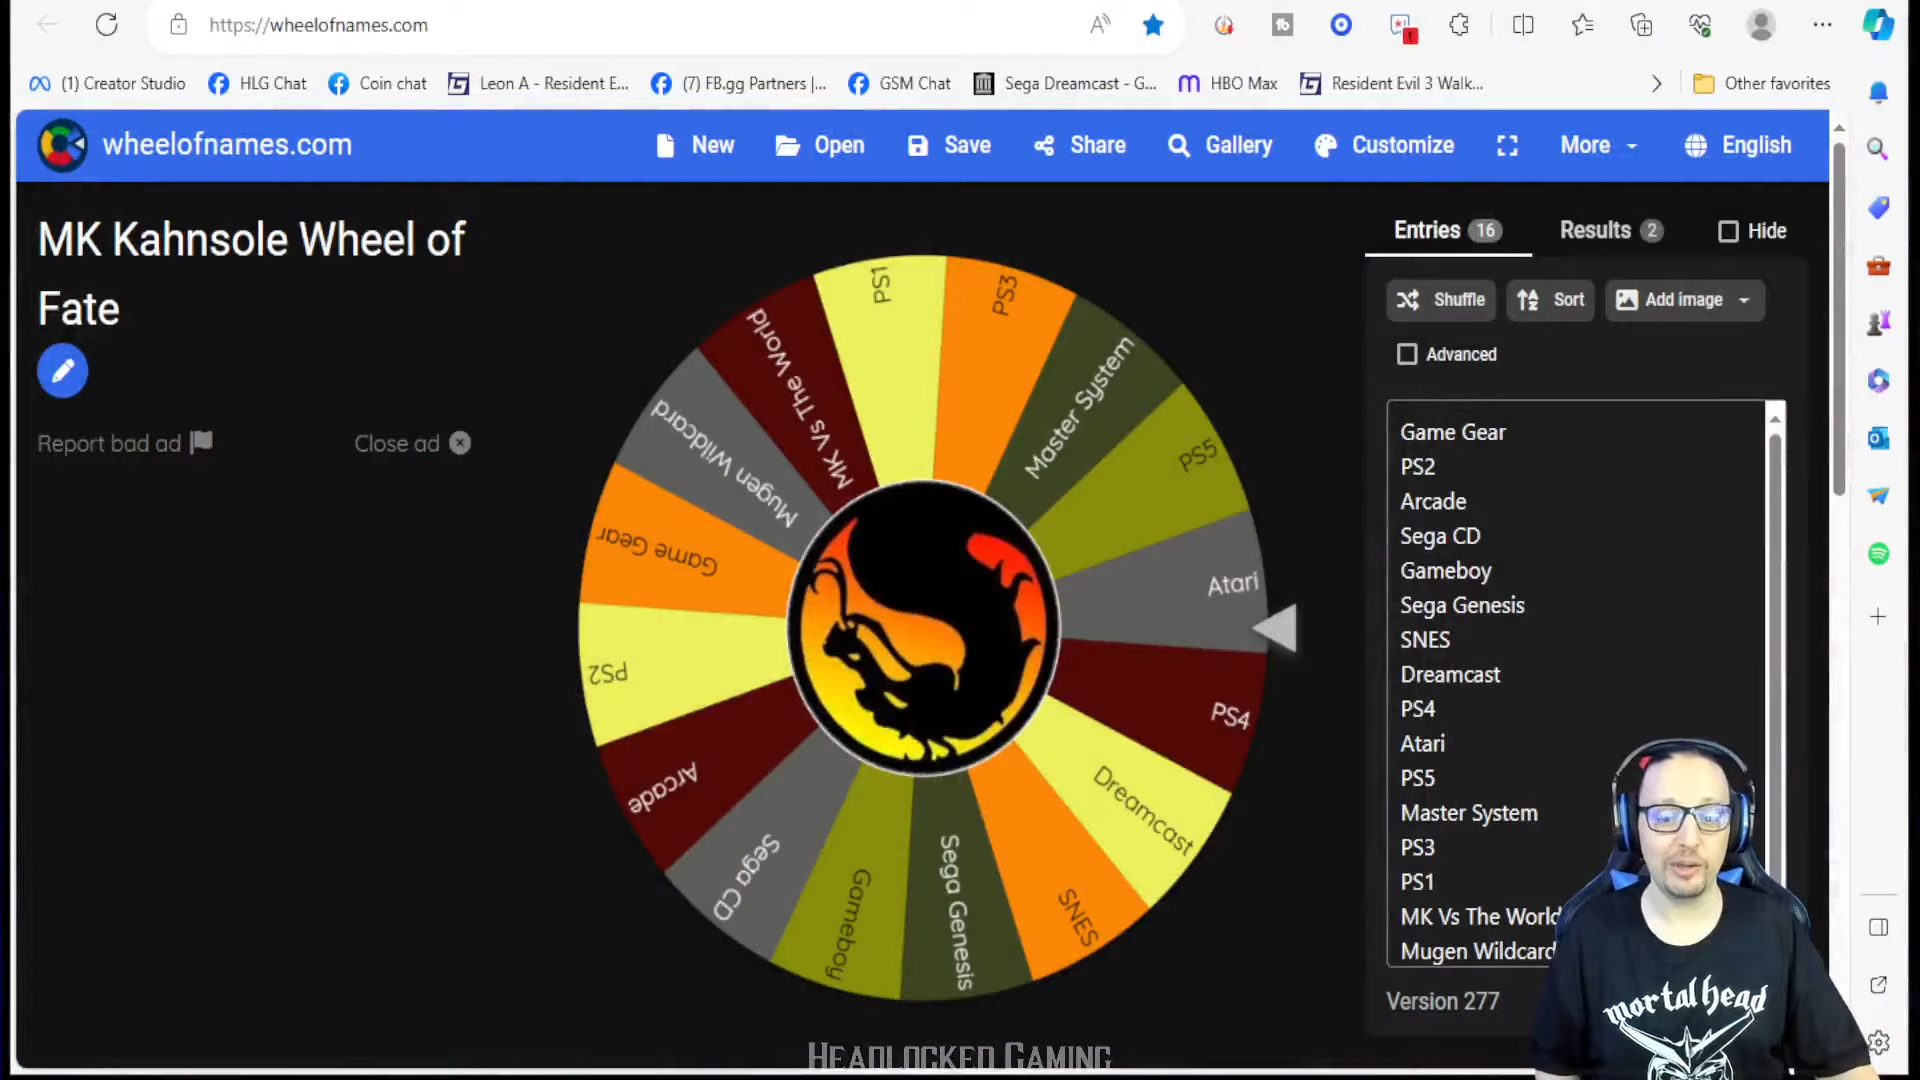 https://wheelofnames.com
(1) Creator Studio
HLG Chat
Coin chat
Leon A - Resident E...
(7) FB.gg Partners |...
GSM Chat
Sega Dreamcast - G...
HBO Max
Resident Evil 3 Walk...
Other favorites
wheelofnames.com
New
Open
Save
Share
Gallery
Customize
More
English
MK Kahnsole Wheel of
Fate
Report bad ad
Close ad
PS1
PS3
Master System
PS5
Atari
PS4
Dreamcast
SNES
Sega Genesis
Gameboy
Sega CD
Arcade
PS2
Game Gear
Mugen Wildcard
MK Vs The World
Entries 16
Results 2
Hide
Shuffle
Sort
Add image
Advanced
Game Gear
PS2
Arcade
Sega CD
Gameboy
Sega Genesis
SNES
Dreamcast
PS4
Atari
PS5
Master System
PS3
PS1
MK Vs The World
Mugen Wildcard
Version 277
mortal head
Headlocked Gaming